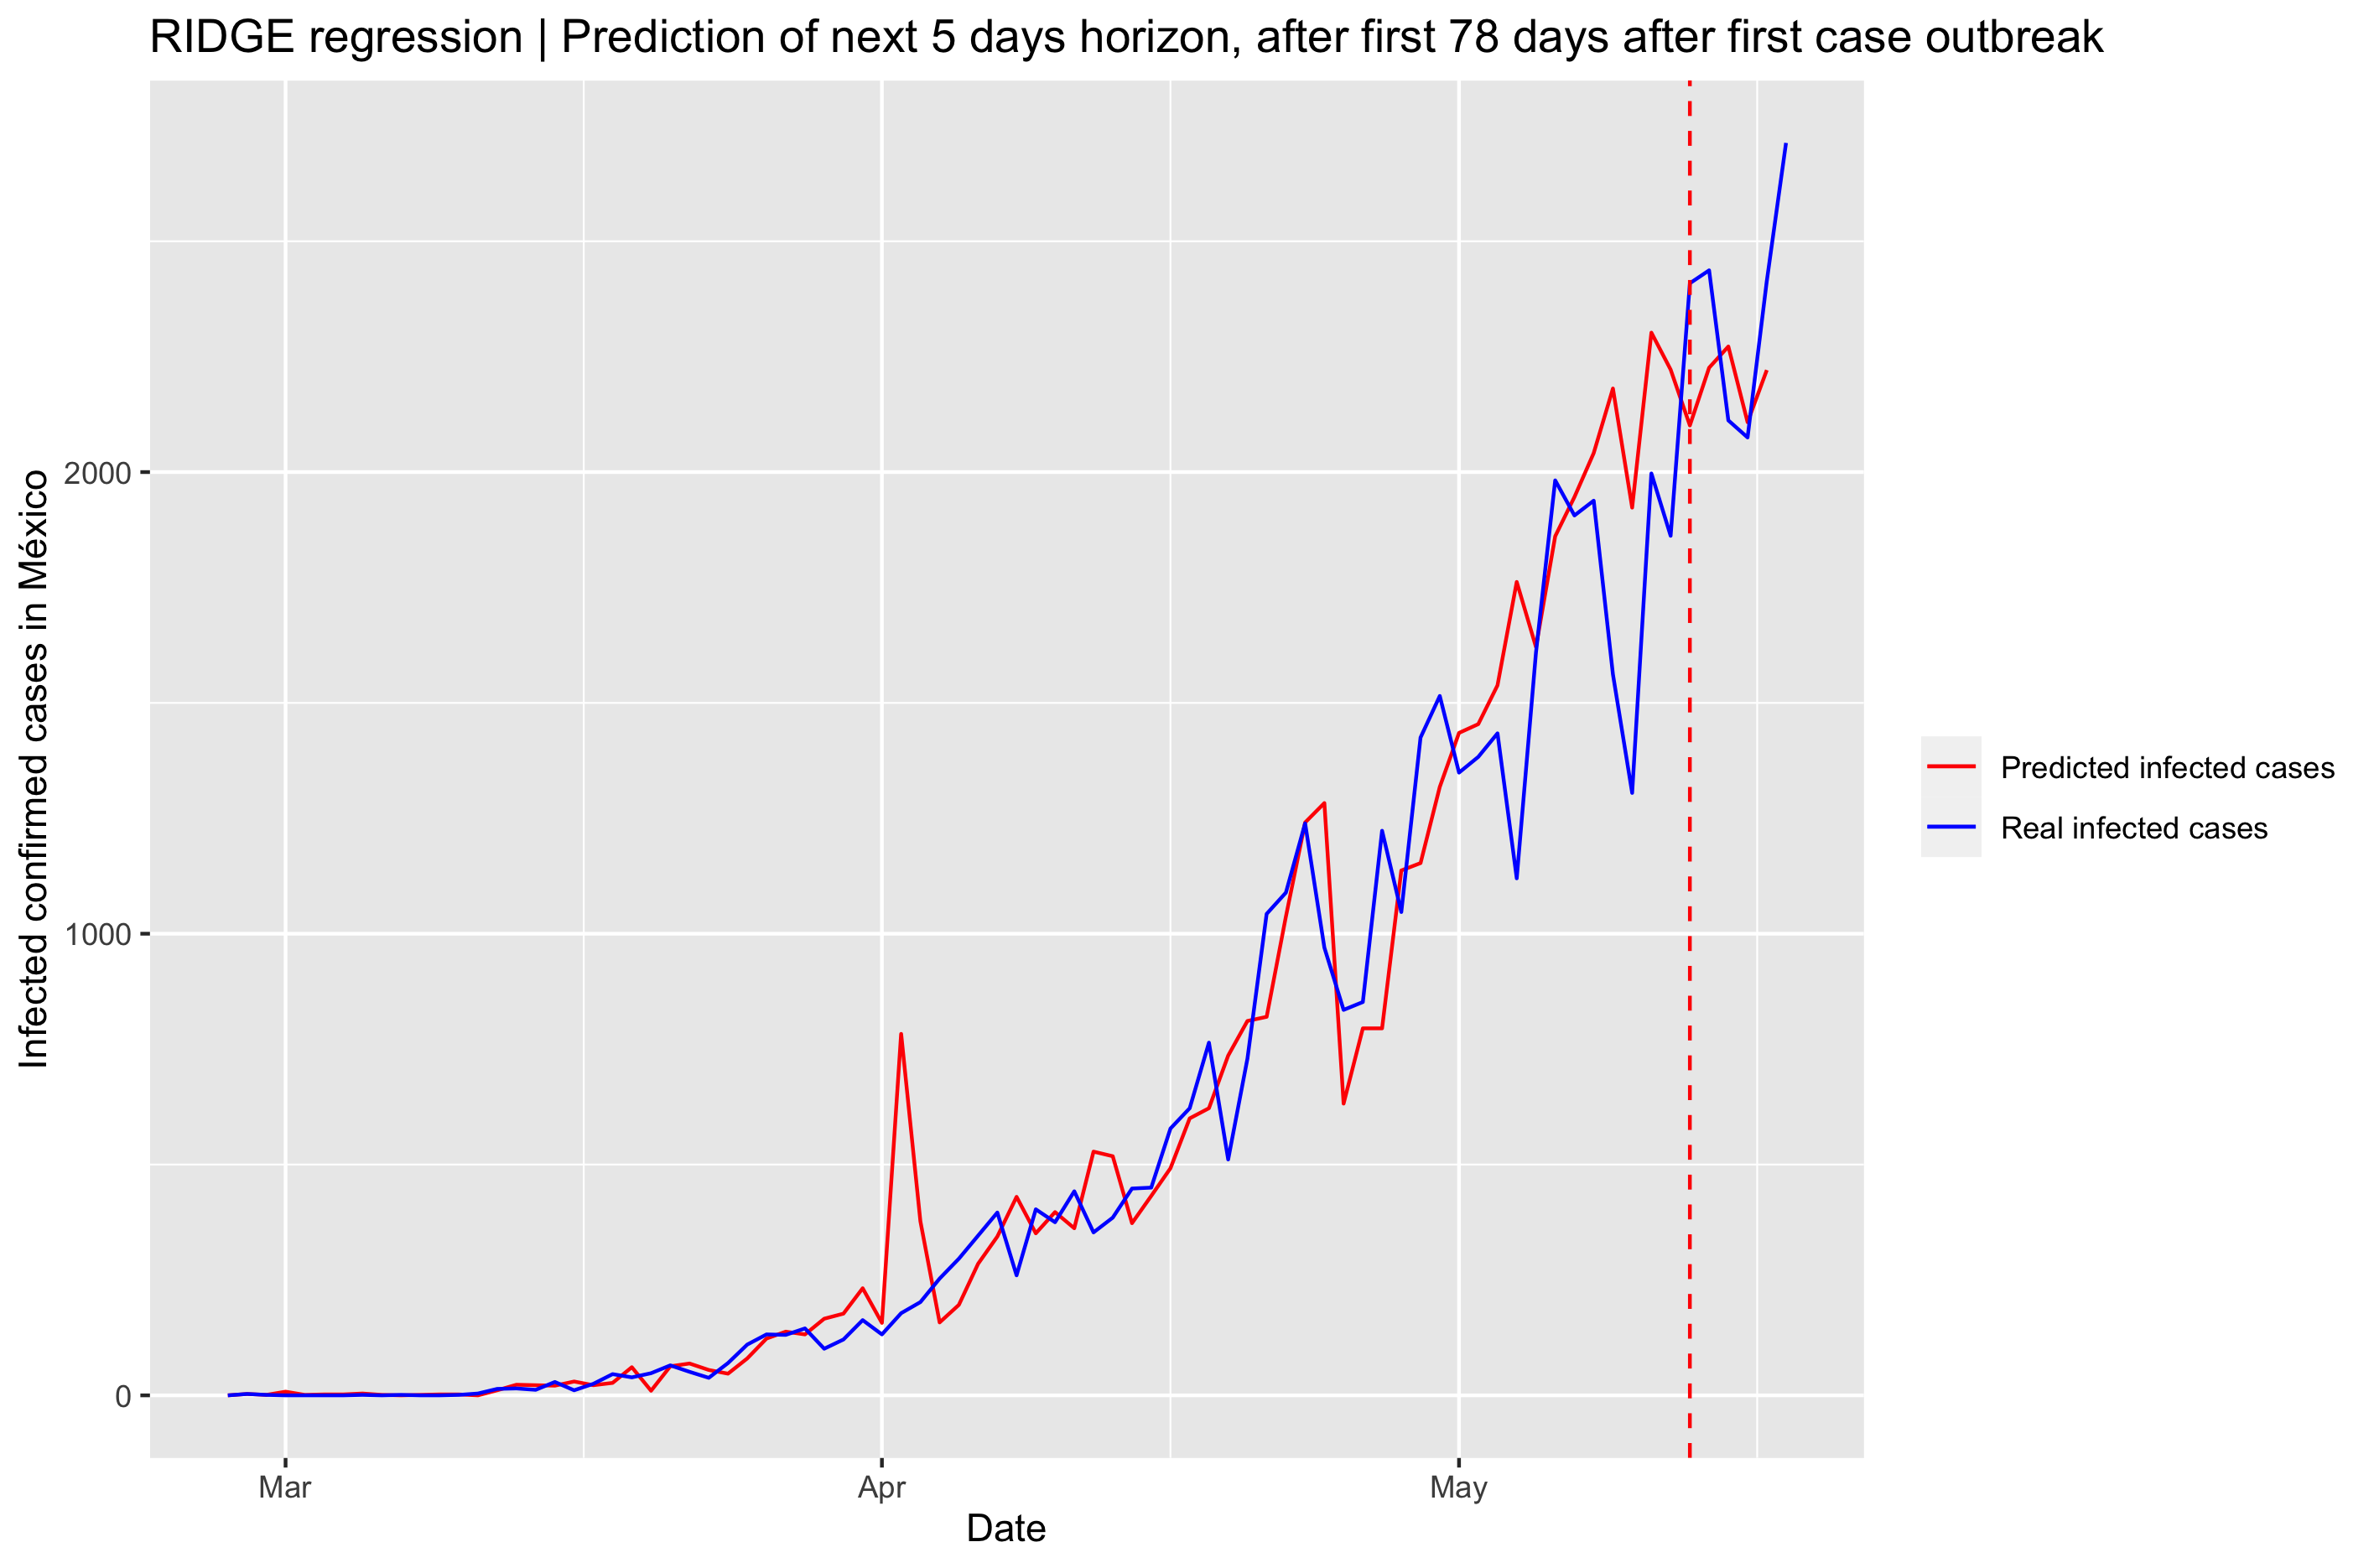 RIDGE regression | Prediction of next 5 days horizon, after first 78 days after first case outbreak
Infected confirmed cases in México
2000
1000
0
Mar
Apr
May
Date
Predicted infected cases
Real infected cases